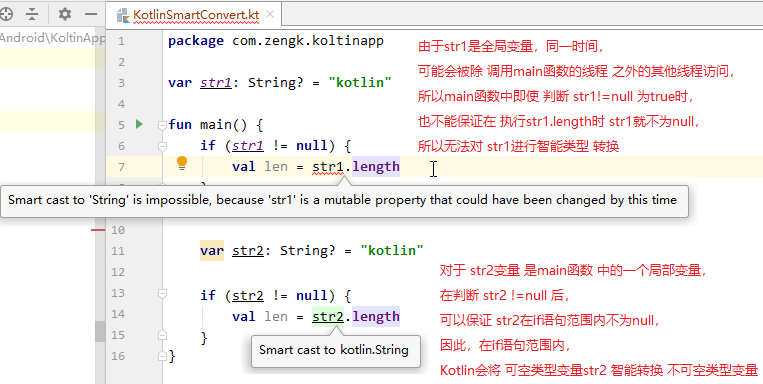 KotlinSmartConvert.kt ×
Android\KoltinApp
1 package com.zengk.koltinapp
2
3 var str1: String? = "kotlin"
4
5 fun main() {
6 if (str1 != null) {
7 val len = str1.length
Smart cast to 'String' is impossible, because 'str1' is a mutable property that could have been changed by this time
10
11 var str2: String? = "kotlin"
12
13 if (str2 != null) {
14 val len = str2.length
15 }
16 }
Smart cast to kotlin.String
由于str1是全局变量，同一时间，
可能会被除 调用main函数的线程 之外的其他线程访问，
所以main函数中即使 判断 str1!=null 为true时，
也不能保证在 执行str1.length时 str1就不为null，
所以无法对 str1进行智能类型 转换
对于 str2变量 是main函数 中的一个局部变量，
在判断 str2 !=null 后，
可以保证 str2在if语句范围内不为null，
因此，在if语句范围内，
Kotlin会将 可空类型变量str2 智能转换 不可空类型变量